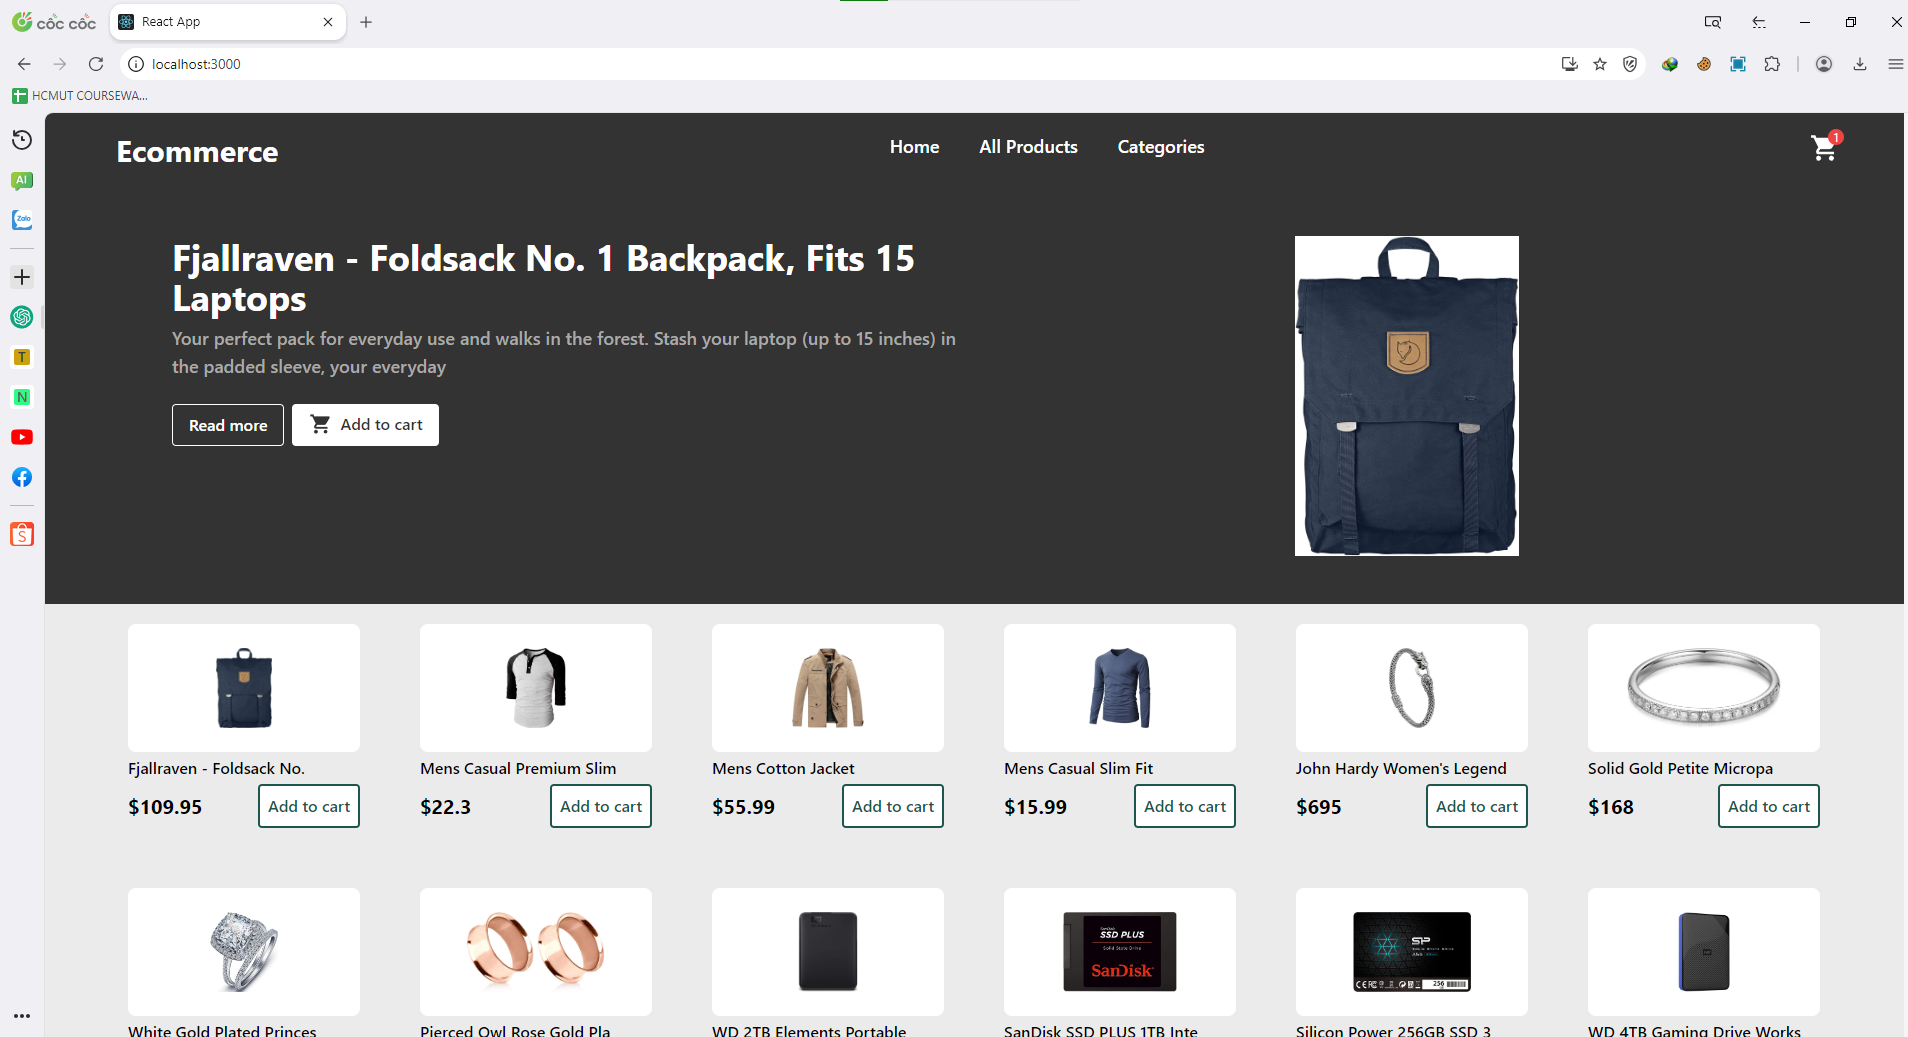 cốc cốc
React App
localhost:3000
HCMUT COURSEWA...
AI
Zalo
T
N
S
Ecommerce
Home
All Products
Categories
1
Fjallraven - Foldsack No. 1 Backpack, Fits 15
Laptops
Your perfect pack for everyday use and walks in the forest. Stash your laptop (up to 15 inches) in
the padded sleeve, your everyday
Read more
Add to cart
Fjallraven - Foldsack No.
$109.95
Add to cart
Mens Casual Premium Slim
$22.3
Add to cart
Mens Cotton Jacket
$55.99
Add to cart
Mens Casual Slim Fit
$15.99
Add to cart
John Hardy Women's Legend
$695
Add to cart
Solid Gold Petite Micropa
$168
Add to cart
SanDisk
SSD PLUS
Solid State Drive
SanDisk
SP
256
White Gold Plated Princes
Pierced Owl Rose Gold Pla
WD 2TB Elements Portable
SanDisk SSD PLUS 1TB Inte
Silicon Power 256GB SSD 3
WD 4TB Gaming Drive Works